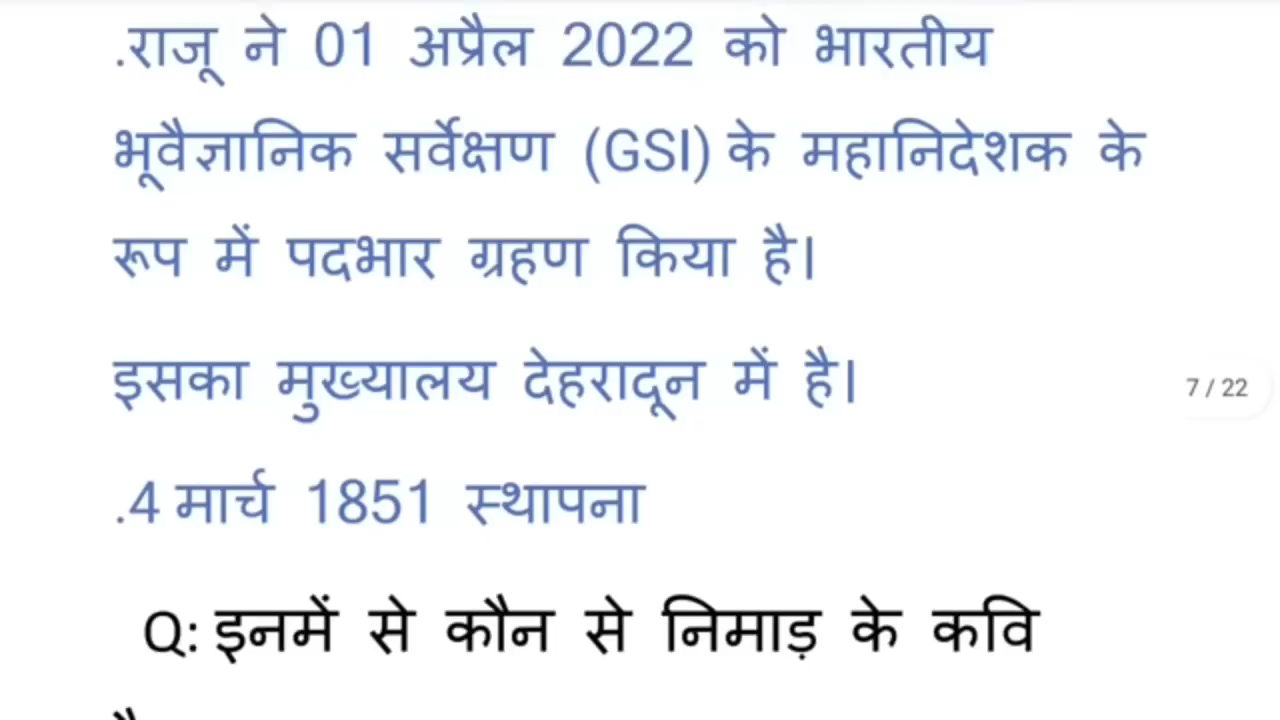 .राजू ने 01 अप्रैल 2022 को भारतीय
भूवैज्ञानिक सर्वेक्षण (GSI) के महानिदेशक के
रूप में पदभार ग्रहण किया है।
इसका मुख्यालय देहरादून में है।
7 / 22
.4 मार्च 1851 स्थापना
Q: इनमें से कौन से निमाड़ के कवि